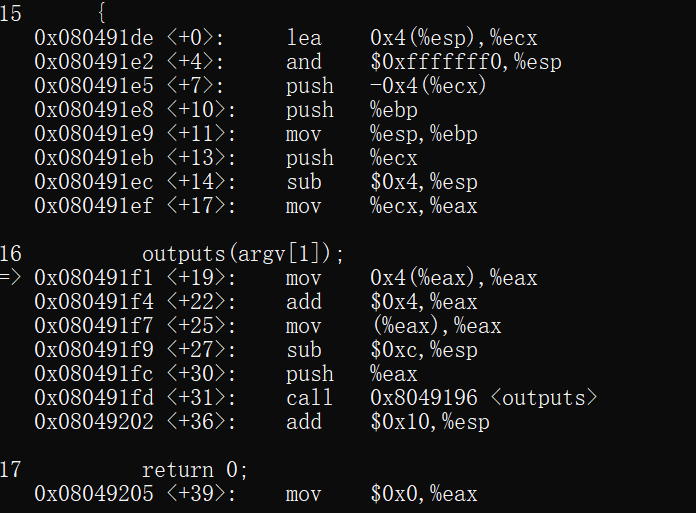 15 {
0x080491de <+0>: lea 0x4(%esp),%ecx
0x080491e2 <+4>: and $0xfffffff0,%esp
0x080491e5 <+7>: push -0x4(%ecx)
0x080491e8 <+10>: push %ebp
0x080491e9 <+11>: mov %esp,%ebp
0x080491eb <+13>: push %ecx
0x080491ec <+14>: sub $0x4,%esp
0x080491ef <+17>: mov %ecx,%eax
16 outputs(argv[1]);
=> 0x080491f1 <+19>: mov 0x4(%eax),%eax
0x080491f4 <+22>: add $0x4,%eax
0x080491f7 <+25>: mov (%eax),%eax
0x080491f9 <+27>: sub $0xc,%esp
0x080491fc <+30>: push %eax
0x080491fd <+31>: call 0x8049196 <outputs>
0x08049202 <+36>: add $0x10,%esp
17 return 0;
0x08049205 <+39>: mov $0x0,%eax